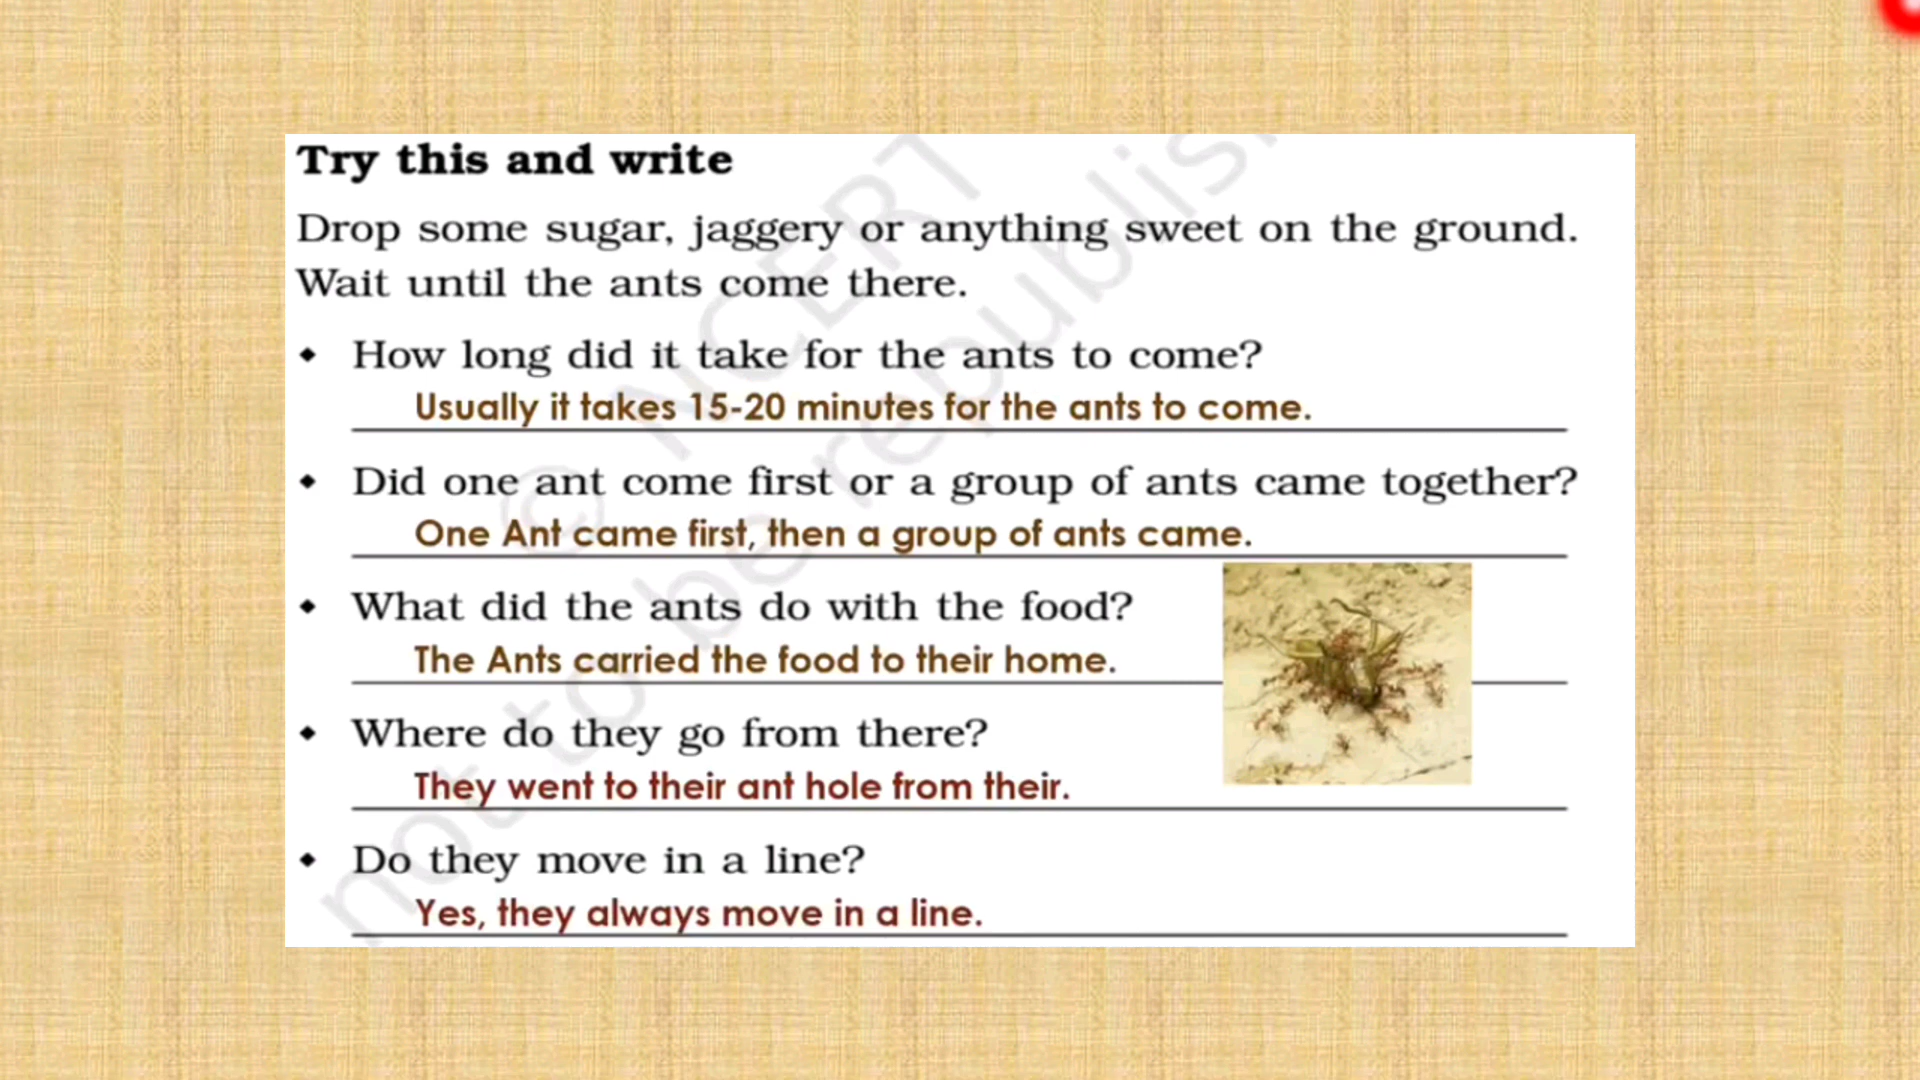 Try this and write
Drop some sugar, jaggery or anything sweet on the ground.
Wait until the ants come there.
◆ How long did it take for the ants to come?
Usually it takes 15-20 minutes for the ants to come.
◆ Did one ant come first or a group of ants came together?
One Ant came first, then a group of ants came.
◆ What did the ants do with the food?
The Ants carried the food to their home.
◆ Where do they go from there?
They went to their ant hole from their.
◆ Do they move in a line?
Yes, they always move in a line.
© NCERT
not to be republish